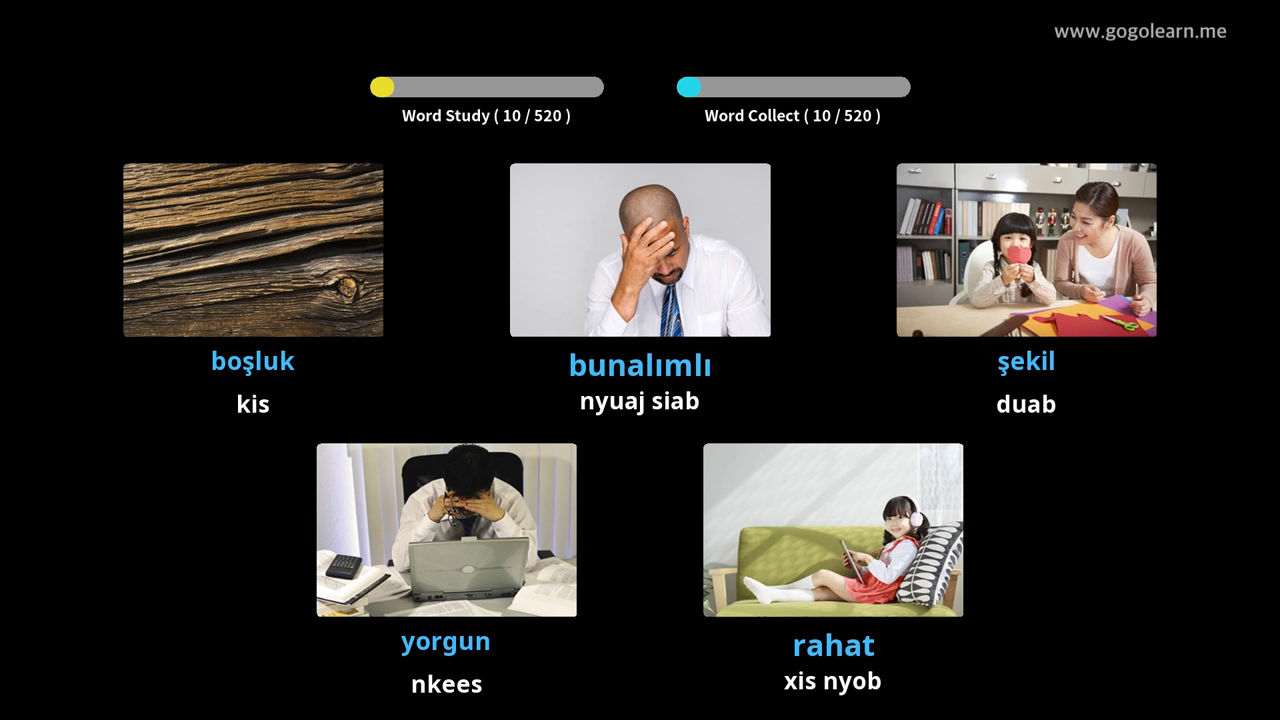 www.gogolearn.me
Word Study ( 10 / 520 )
Word Collect ( 10 / 520 )
boşluk
kis
bunalımlı
nyuaj siab
şekil
duab
yorgun
nkees
rahat
xis nyob